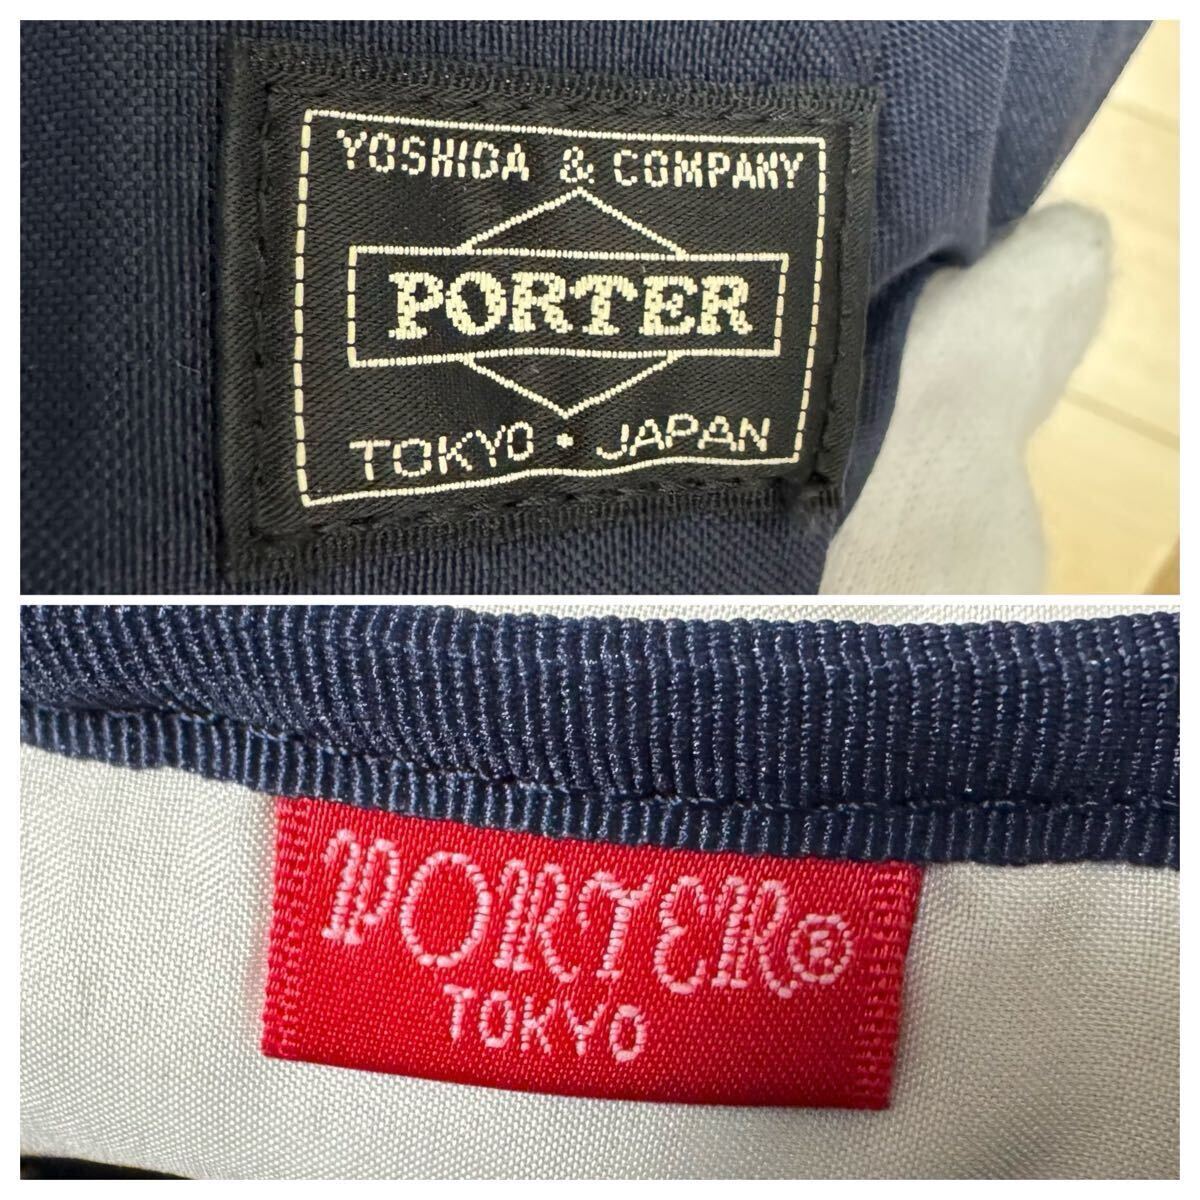 YOSHIDA & COMPANY
PORTER
TOKYO • JAPAN
PORTER®
TOKYO